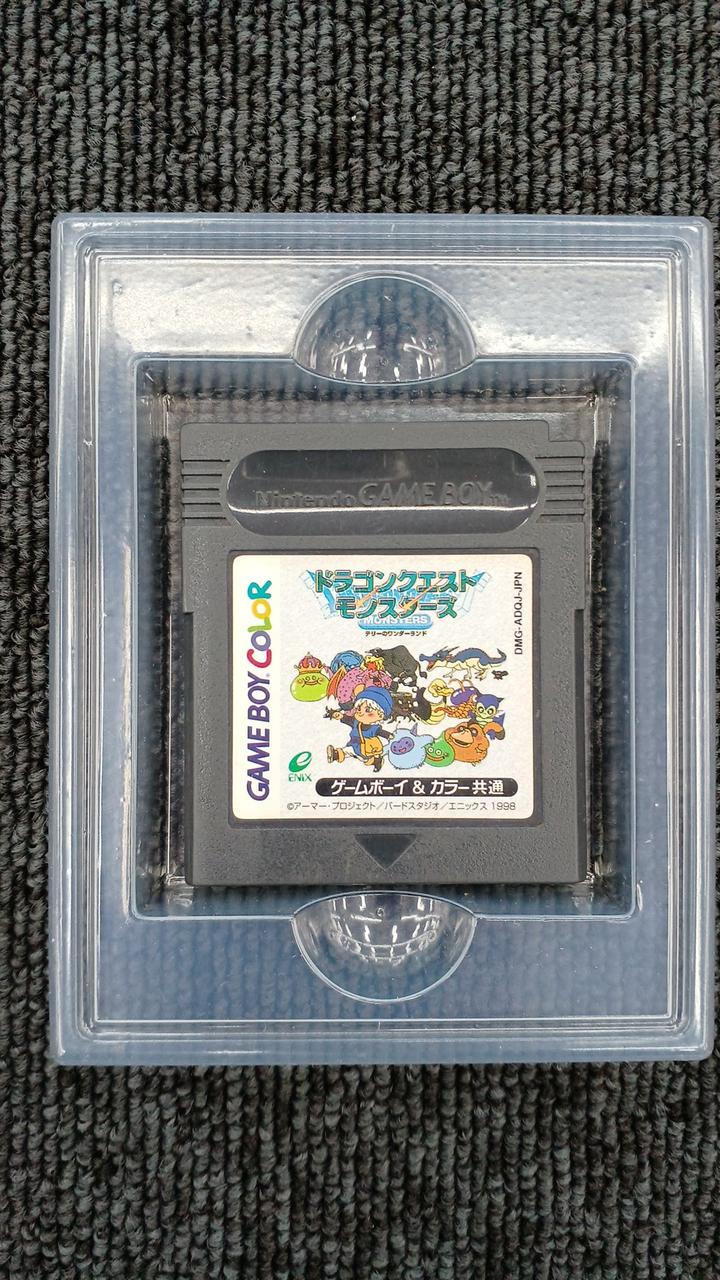 Nintendo GAME BOY TM
GAME BOY COLOR
ドラゴンクエスト
モンスターズ
MONSTERS
テリーのワンダーランド
DMG-ADQJ-JPN
ENIX
ゲームボーイ & カラー共通
©アーマー・プロジェクト/バードスタジオ/エニックス 1998